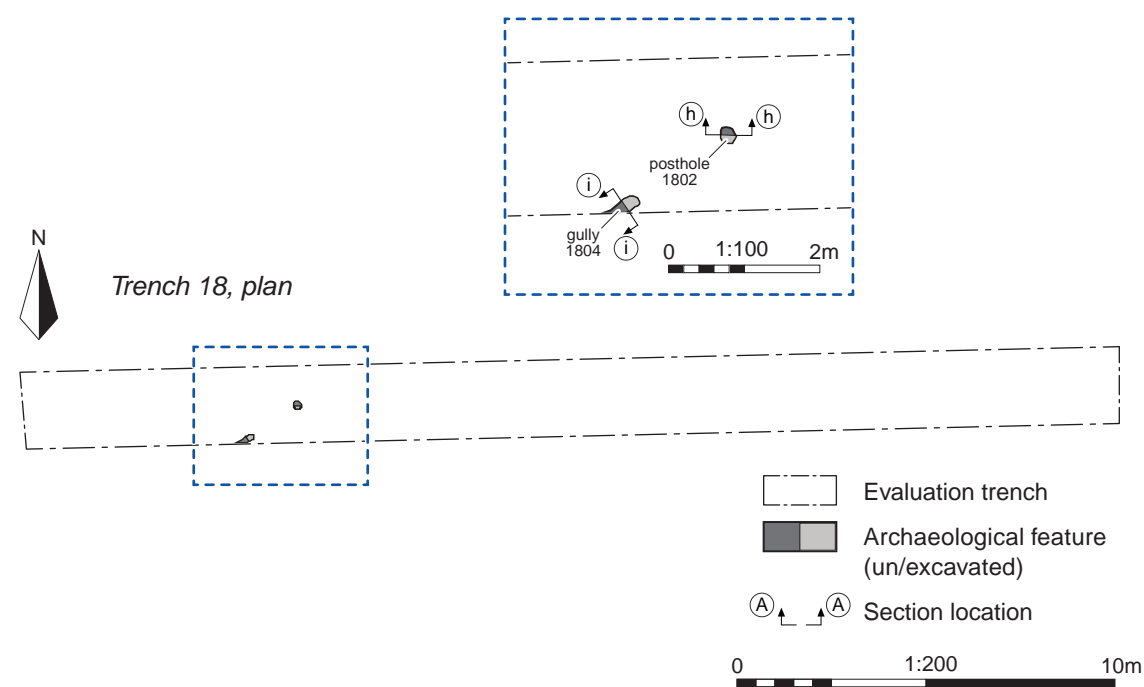 h
h
posthole
1802
i
gully
1804
i
0 1:100 2m
N
Trench 18, plan
Evaluation trench
Archaeological feature
(un/excavated)
A A Section location
0 1:200 10m